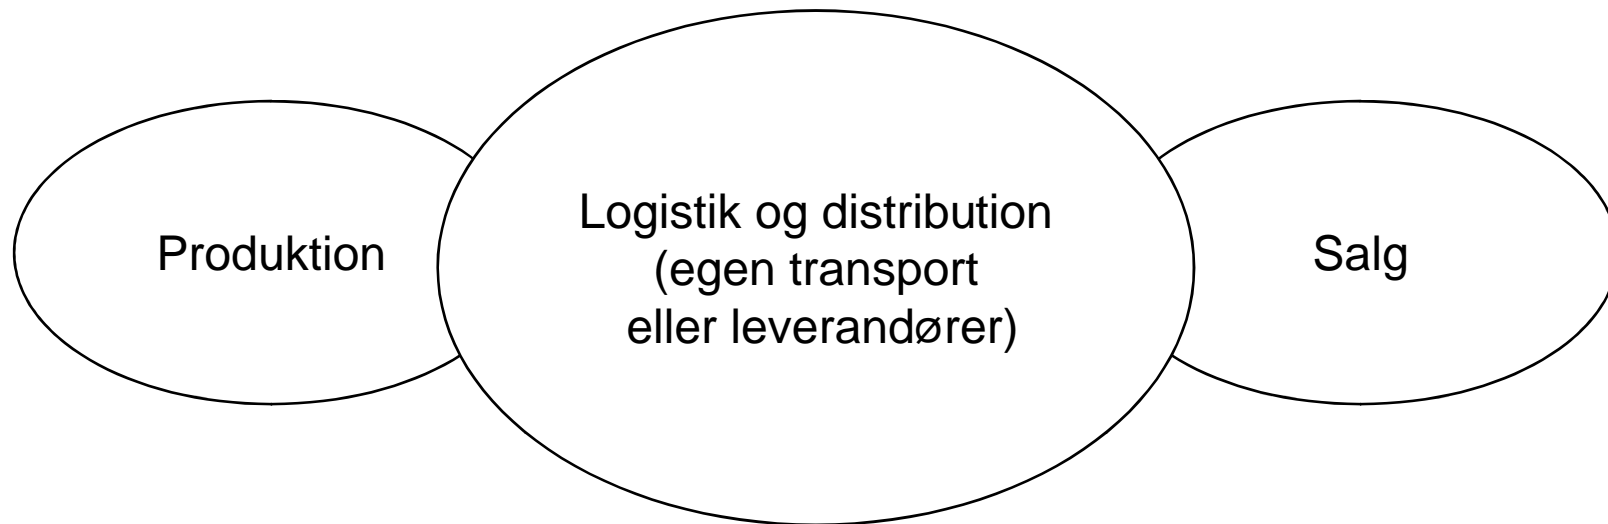 Produktion
Logistik og distribution
(egen transport
eller leverandører)
Salg